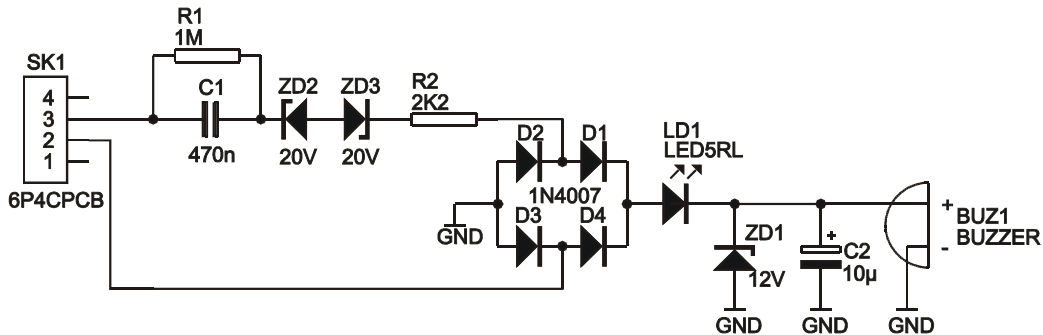 R1
1M
SK1
C1
ZD2
ZD3
R2
2K2
4
3
2
1
470n
20V
20V
6P4CPCB
D2
D1
1N4007
LD1
LED5RL
D3
D4
GND
+
BUZ1
BUZZER
-
ZD1
12V
+
C2
10µ
GND
GND
GND